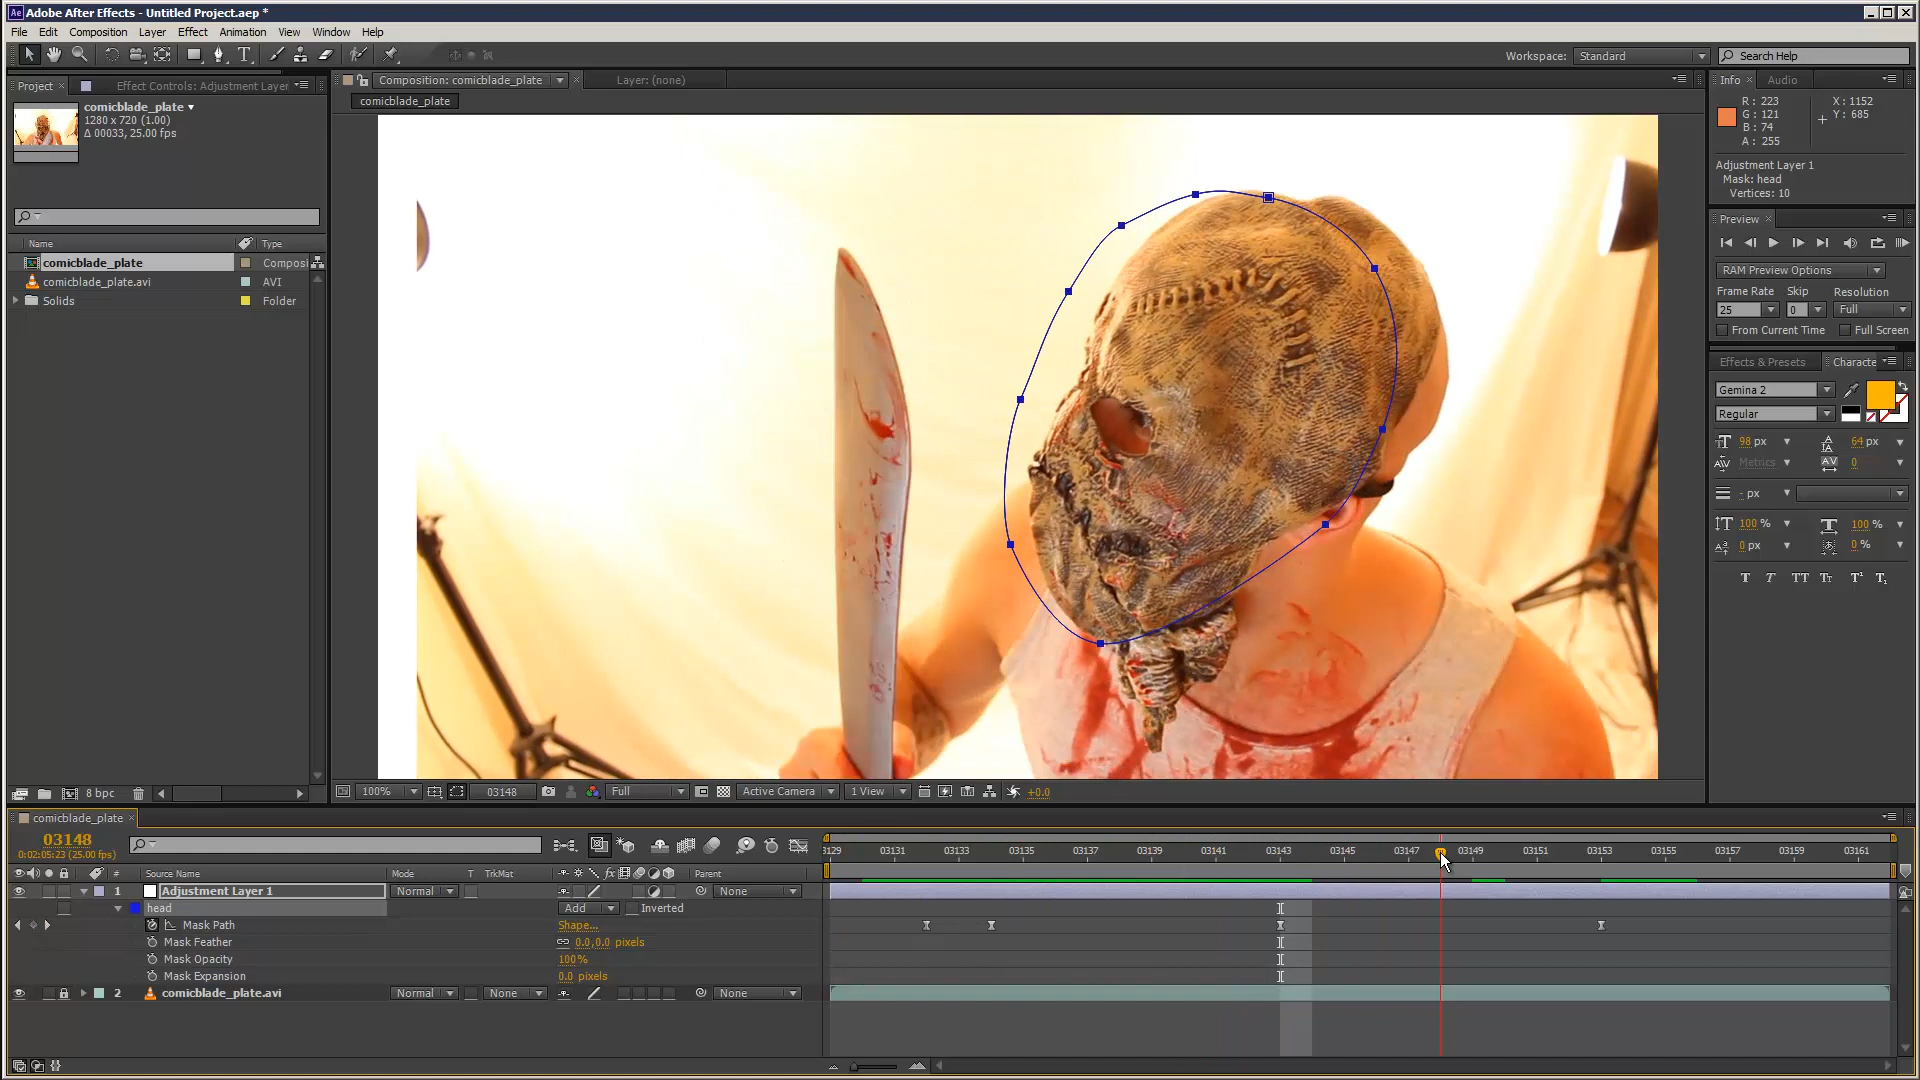 Ae Adobe After Effects - Untitled Project.aep *
File Edit Composition Layer Effect Animation View Window Help
Workspace: Standard Search Help
Project Effect Controls: Adjustment Layer
Composition: comicblade_plate Layer: (none)
Info Audio
comicblade_plate
comicblade_plate
1280 x 720 (1.00)
Δ 00033, 25.00 fps
R: 223
G: 121
B: 74
A: 255
X: 1152
Y: 685
Adjustment Layer 1
Mask: head
Vertices: 10
Preview
RAM Preview Options
Frame Rate Skip Resolution
25 0 Full
From Current Time Full Screen
Effects & Presets Characte
Gemina 2
Regular
98 px 64 px
Metrics 0
- px
100 % 100 %
0 px 0 %
T T TT Tt T¹ T₁
Name Type
comicblade_plate Composi
comicblade_plate.avi AVI
Solids Folder
8 bpc
100% 03148 Full Active Camera 1 View +0.0
comicblade_plate
03148
0:02:05:23 (25.00 fps)
3129 03131 03133 03135 03137 03139 03141 03143 03145 03147 03149 03151 03153 03155 03157 03159 03161
# Source Name Mode T TrkMat fx Parent
1 Adjustment Layer 1 Normal None
head Add Inverted
Mask Path Shape...
Mask Feather 0.0,0.0 pixels
Mask Opacity 100%
Mask Expansion 0.0 pixels
2 comicblade_plate.avi Normal None None